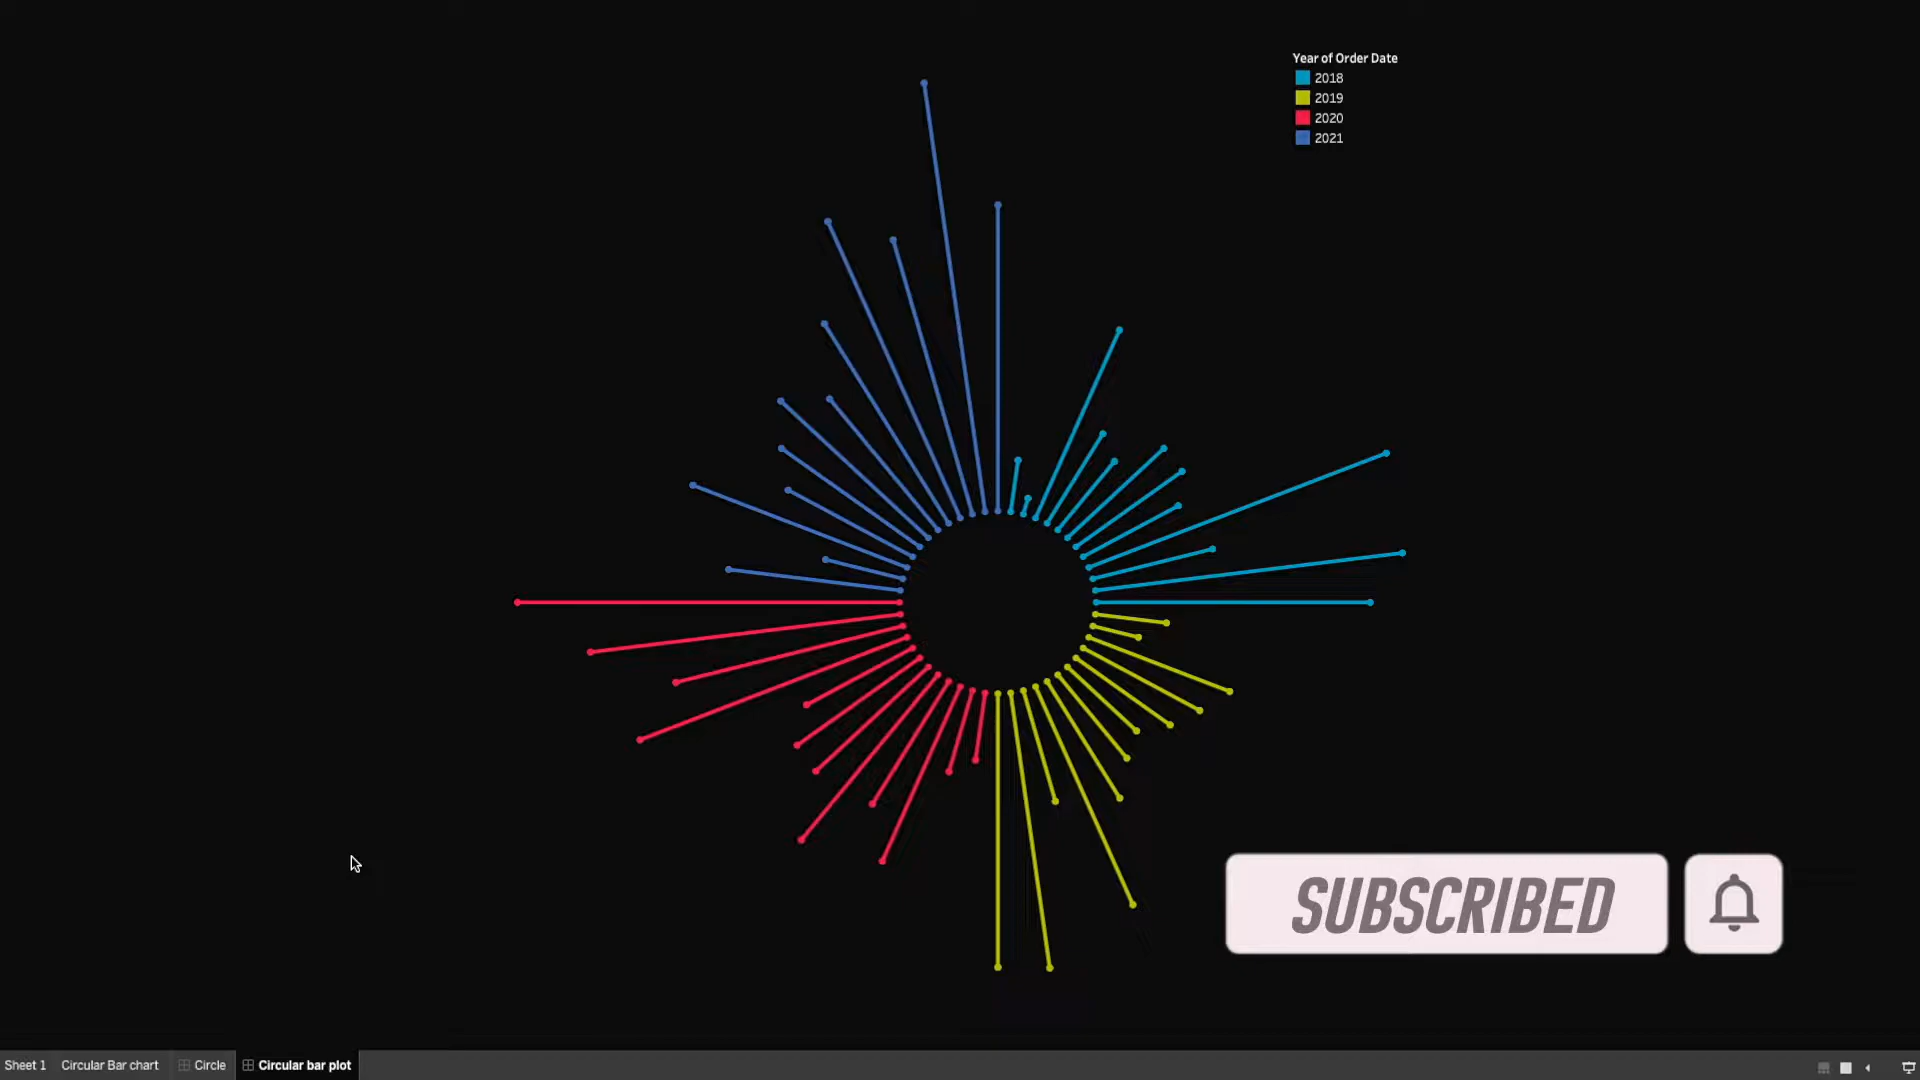 Year of Order Date
2018
2019
2020
2021
SUBSCRIBED
Sheet 1 Circular Bar chart Circle Circular bar plot